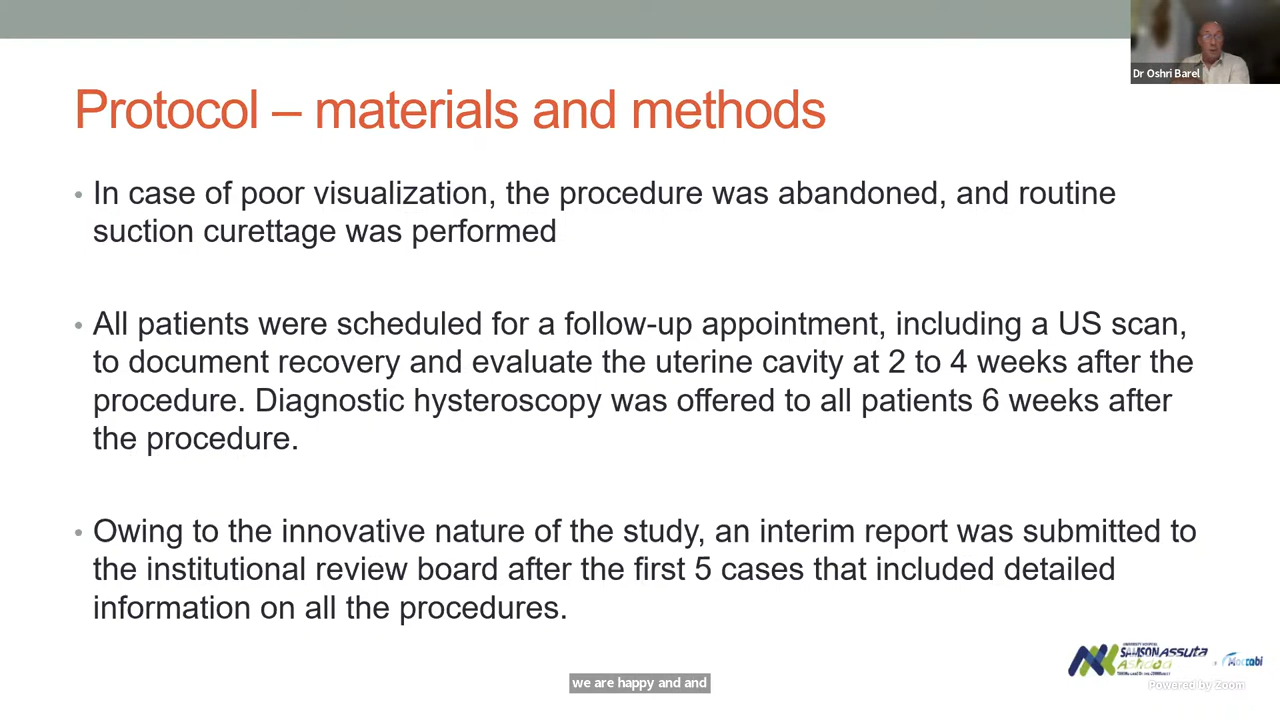 Dr Oshri Barel
Protocol – materials and methods
• In case of poor visualization, the procedure was abandoned, and routine
suction curettage was performed
• All patients were scheduled for a follow-up appointment, including a US scan,
to document recovery and evaluate the uterine cavity at 2 to 4 weeks after the
procedure. Diagnostic hysteroscopy was offered to all patients 6 weeks after
the procedure.
• Owing to the innovative nature of the study, an interim report was submitted to
the institutional review board after the first 5 cases that included detailed
information on all the procedures.
SAMSON Assuta
Ashdod
Maccabi
Powered by Zoom
we are happy and and